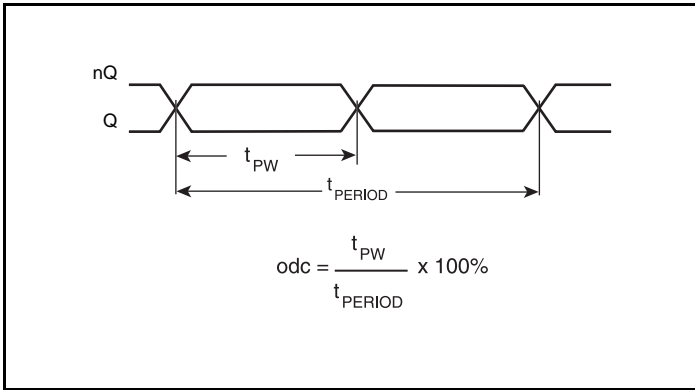 nQ
Q
tPW
tPERIOD
odc = tPW / tPERIOD x 100%